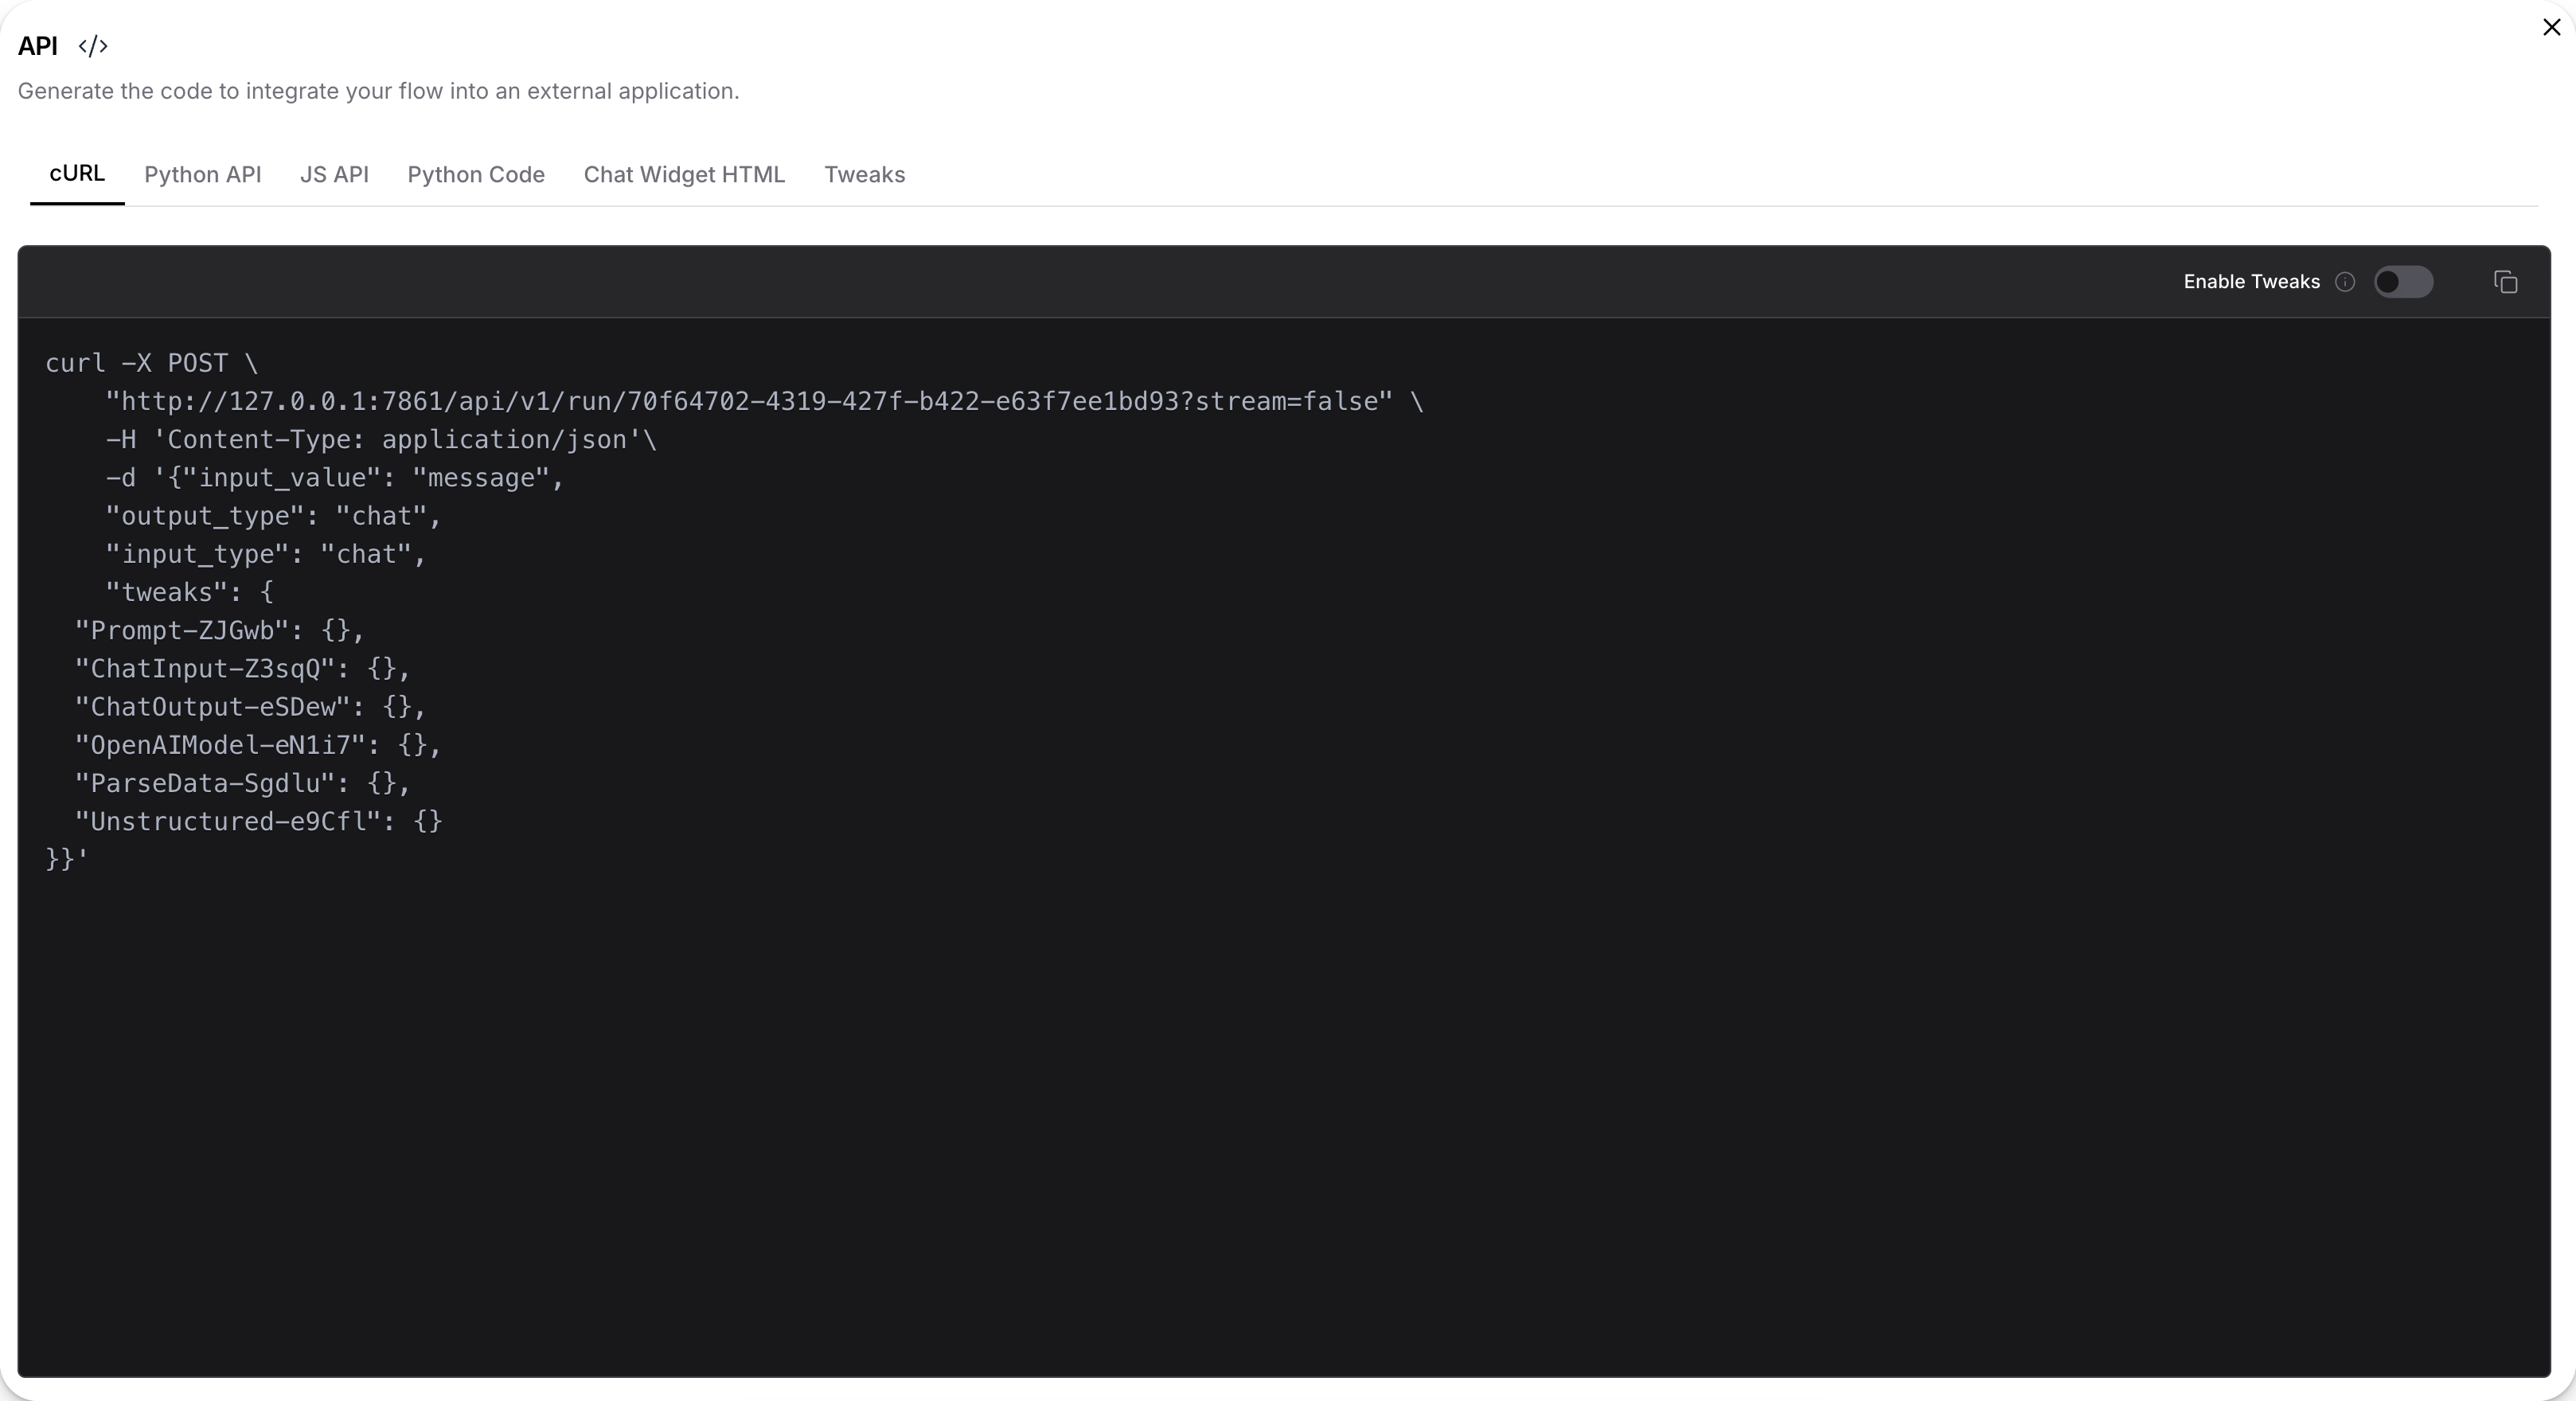 API </>
Generate the code to integrate your flow into an external application.
cURL Python API JS API Python Code Chat Widget HTML Tweaks
Enable Tweaks
curl -X POST \
    "http://127.0.0.1:7861/api/v1/run/70f64702-4319-427f-b422-e63f7ee1bd93?stream=false" \
    -H 'Content-Type: application/json'\
    -d '{"input_value": "message",
    "output_type": "chat",
    "input_type": "chat",
    "tweaks": {
  "Prompt-ZJGwb": {},
  "ChatInput-Z3sqQ": {},
  "ChatOutput-eSDew": {},
  "OpenAIModel-eN1i7": {},
  "ParseData-Sgdlu": {},
  "Unstructured-e9Cfl": {}
}}'